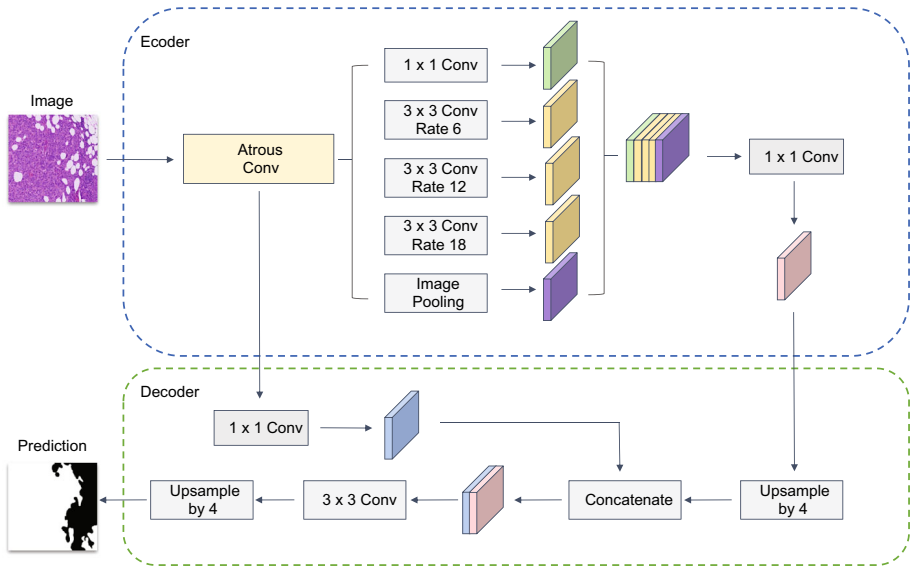 Ecoder
Image
Atrous
Conv
1 x 1 Conv
3 x 3 Conv
Rate 6
3 x 3 Conv
Rate 12
3 x 3 Conv
Rate 18
Image
Pooling
1 x 1 Conv
Decoder
1 x 1 Conv
Prediction
Upsample
by 4
3 x 3 Conv
Concatenate
Upsample
by 4